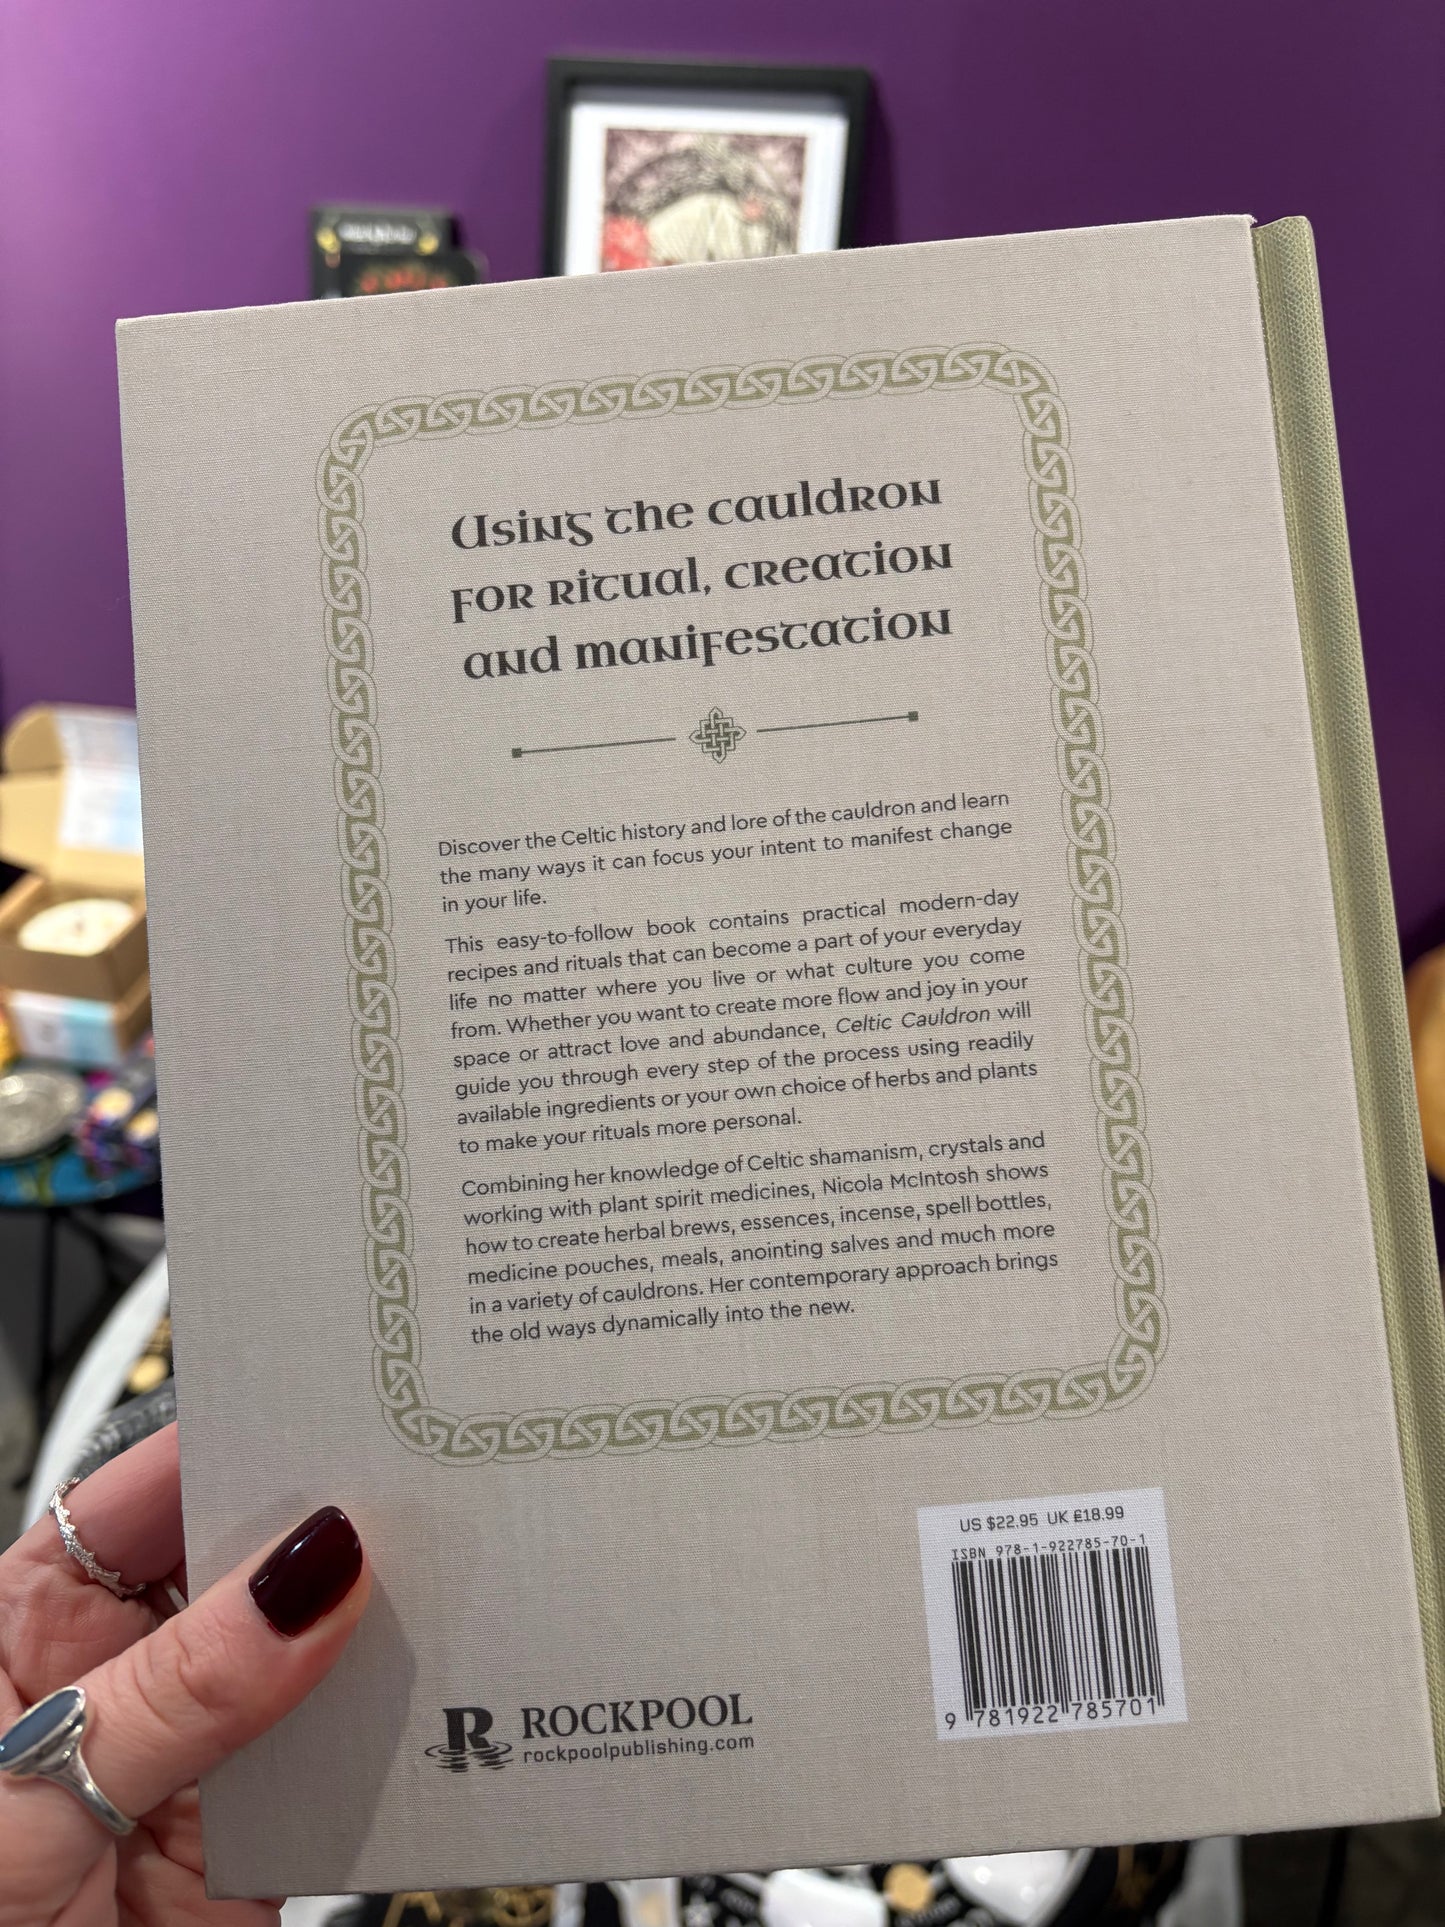 Using the cauldron
for ritual, creation
and manifestation
Discover the Celtic history and lore of the cauldron and learn
the many ways it can focus your intent to manifest change
in your life.
This easy-to-follow book contains practical modern-day
recipes and rituals that can become a part of your everyday
life no matter where you live or what culture you come
from. Whether you want to create more flow and joy in your
space or attract love and abundance, Celtic Cauldron will
guide you through every step of the process using readily
available ingredients or your own choice of herbs and plants
to make your rituals more personal.
Combining her knowledge of Celtic shamanism, crystals and
working with plant spirit medicines, Nicola McIntosh shows
how to create herbal brews, essences, incense, spell bottles,
medicine pouches, meals, anointing salves and much more
in a variety of cauldrons. Her contemporary approach brings
the old ways dynamically into the new.
US $22.95 UK £18.99
ISBN 978-1-922785-70-1
9 781922 785701
R ROCKPOOL
rockpoolpublishing.com